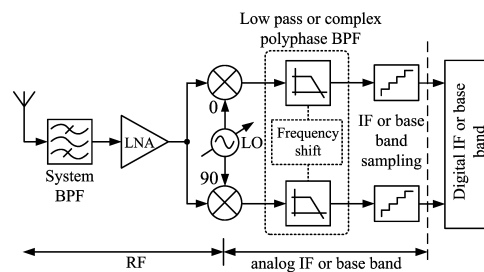 Low pass or complex
polyphase BPF
0
LNA
LO
Frequency
shift
IF or base
band
sampling
System
BPF
90
Digital IF or base
band
RF
analog IF or base band